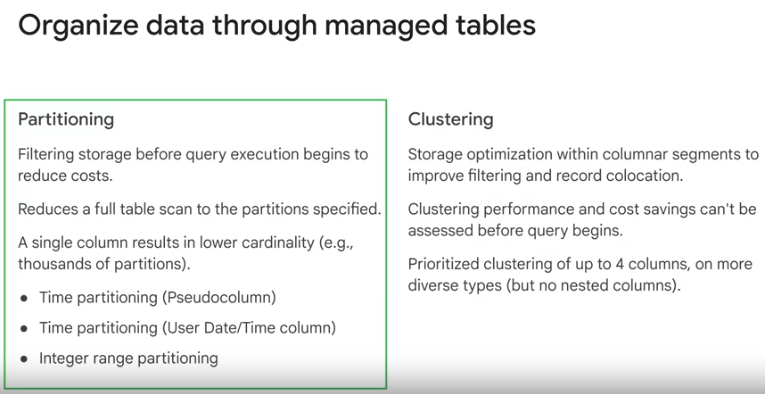 Organize data through managed tables
Partitioning
Filtering storage before query execution begins to
reduce costs.
Reduces a full table scan to the partitions specified.
A single column results in lower cardinality (e.g.,
thousands of partitions).
● Time partitioning (Pseudocolumn)
● Time partitioning (User Date/Time column)
● Integer range partitioning
Clustering
Storage optimization within columnar segments to
improve filtering and record colocation.
Clustering performance and cost savings can't be
assessed before query begins.
Prioritized clustering of up to 4 columns, on more
diverse types (but no nested columns).